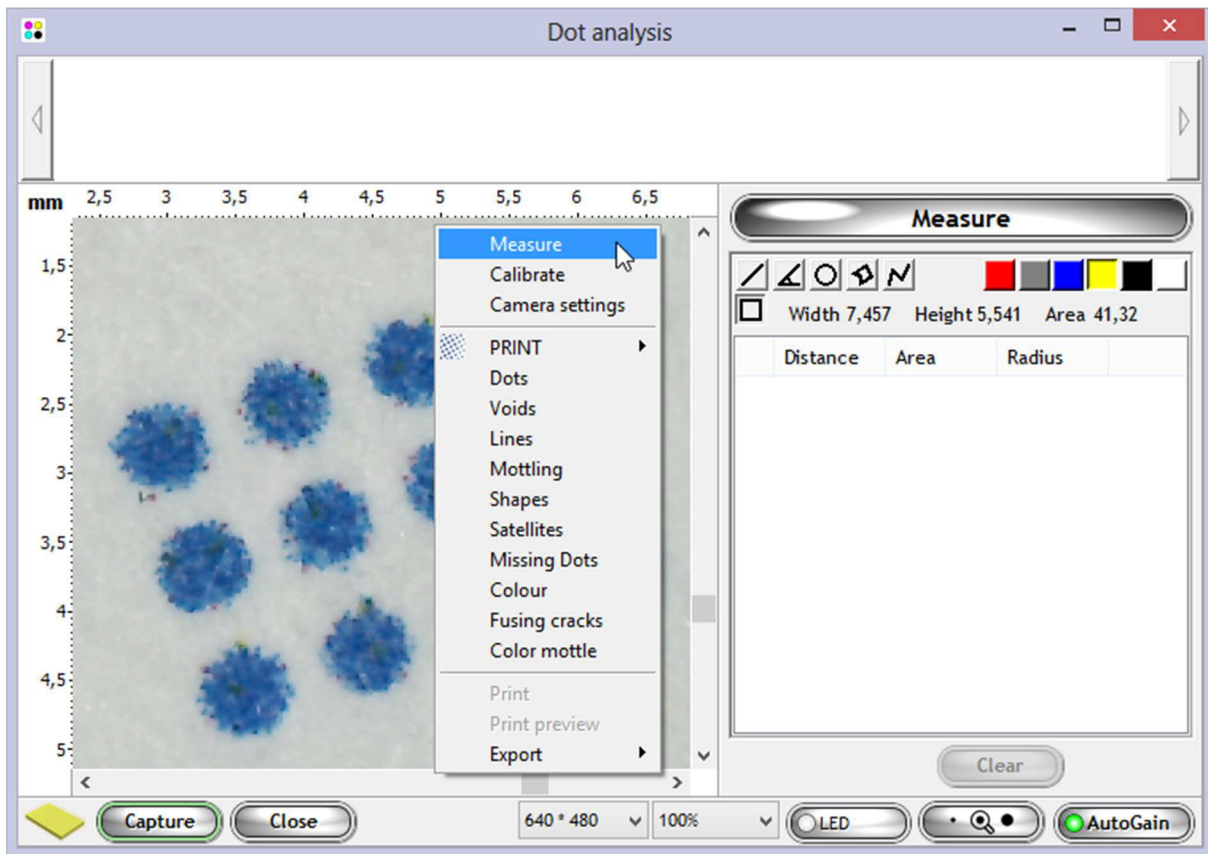 Dot analysis
mm 2,5 3 3,5 4 4,5 5 5,5 6 6,5
1,5
2
2,5
3
3,5
4
4,5
5
Measure
Calibrate
Camera settings
PRINT
Dots
Voids
Lines
Mottling
Shapes
Satellites
Missing Dots
Colour
Fusing cracks
Color mottle
Print
Print preview
Export
Measure
Width 7,457 Height 5,541 Area 41,32
Distance Area Radius
Clear
Capture Close 640 * 480 100% LED AutoGain